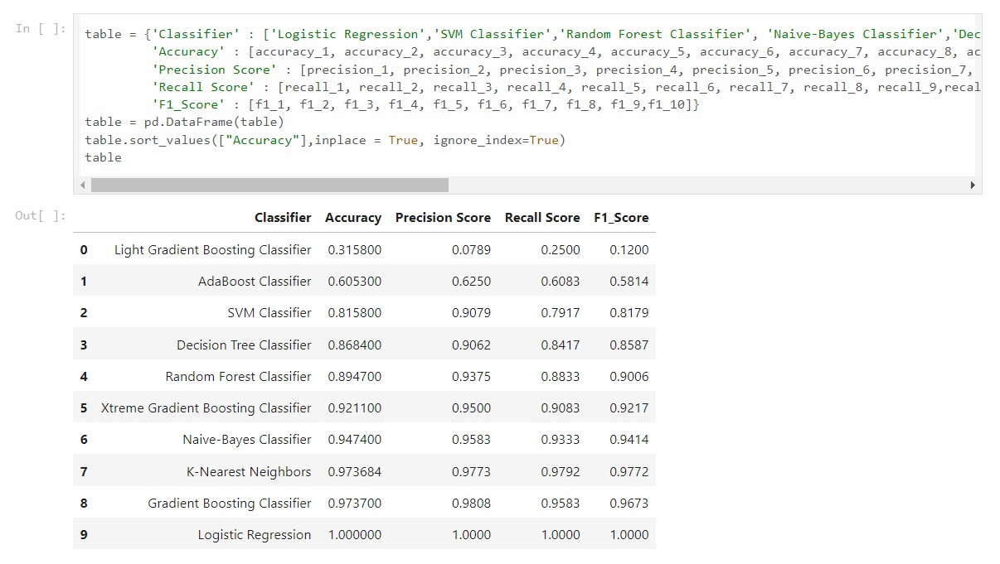 In [ ]:
table = {'Classifier' : ['Logistic Regression','SVM Classifier','Random Forest Classifier', 'Naive-Bayes Classifier','Dec
'Accuracy' : [accuracy_1, accuracy_2, accuracy_3, accuracy_4, accuracy_5, accuracy_6, accuracy_7, accuracy_8, ac
'Precision Score' : [precision_1, precision_2, precision_3, precision_4, precision_5, precision_6, precision_7,
'Recall Score' : [recall_1, recall_2, recall_3, recall_4, recall_5, recall_6, recall_7, recall_8, recall_9,recal
'F1_Score' : [f1_1, f1_2, f1_3, f1_4, f1_5, f1_6, f1_7, f1_8, f1_9,f1_10]}
table = pd.DataFrame(table)
table.sort_values(["Accuracy"],inplace = True, ignore_index=True)
table
Out[ ]:
Classifier Accuracy Precision Score Recall Score F1_Score
0 Light Gradient Boosting Classifier 0.315800 0.0789 0.2500 0.1200
1 AdaBoost Classifier 0.605300 0.6250 0.6083 0.5814
2 SVM Classifier 0.815800 0.9079 0.7917 0.8179
3 Decision Tree Classifier 0.868400 0.9062 0.8417 0.8587
4 Random Forest Classifier 0.894700 0.9375 0.8833 0.9006
5 Xtreme Gradient Boosting Classifier 0.921100 0.9500 0.9083 0.9217
6 Naive-Bayes Classifier 0.947400 0.9583 0.9333 0.9414
7 K-Nearest Neighbors 0.973684 0.9773 0.9792 0.9772
8 Gradient Boosting Classifier 0.973700 0.9808 0.9583 0.9673
9 Logistic Regression 1.000000 1.0000 1.0000 1.0000